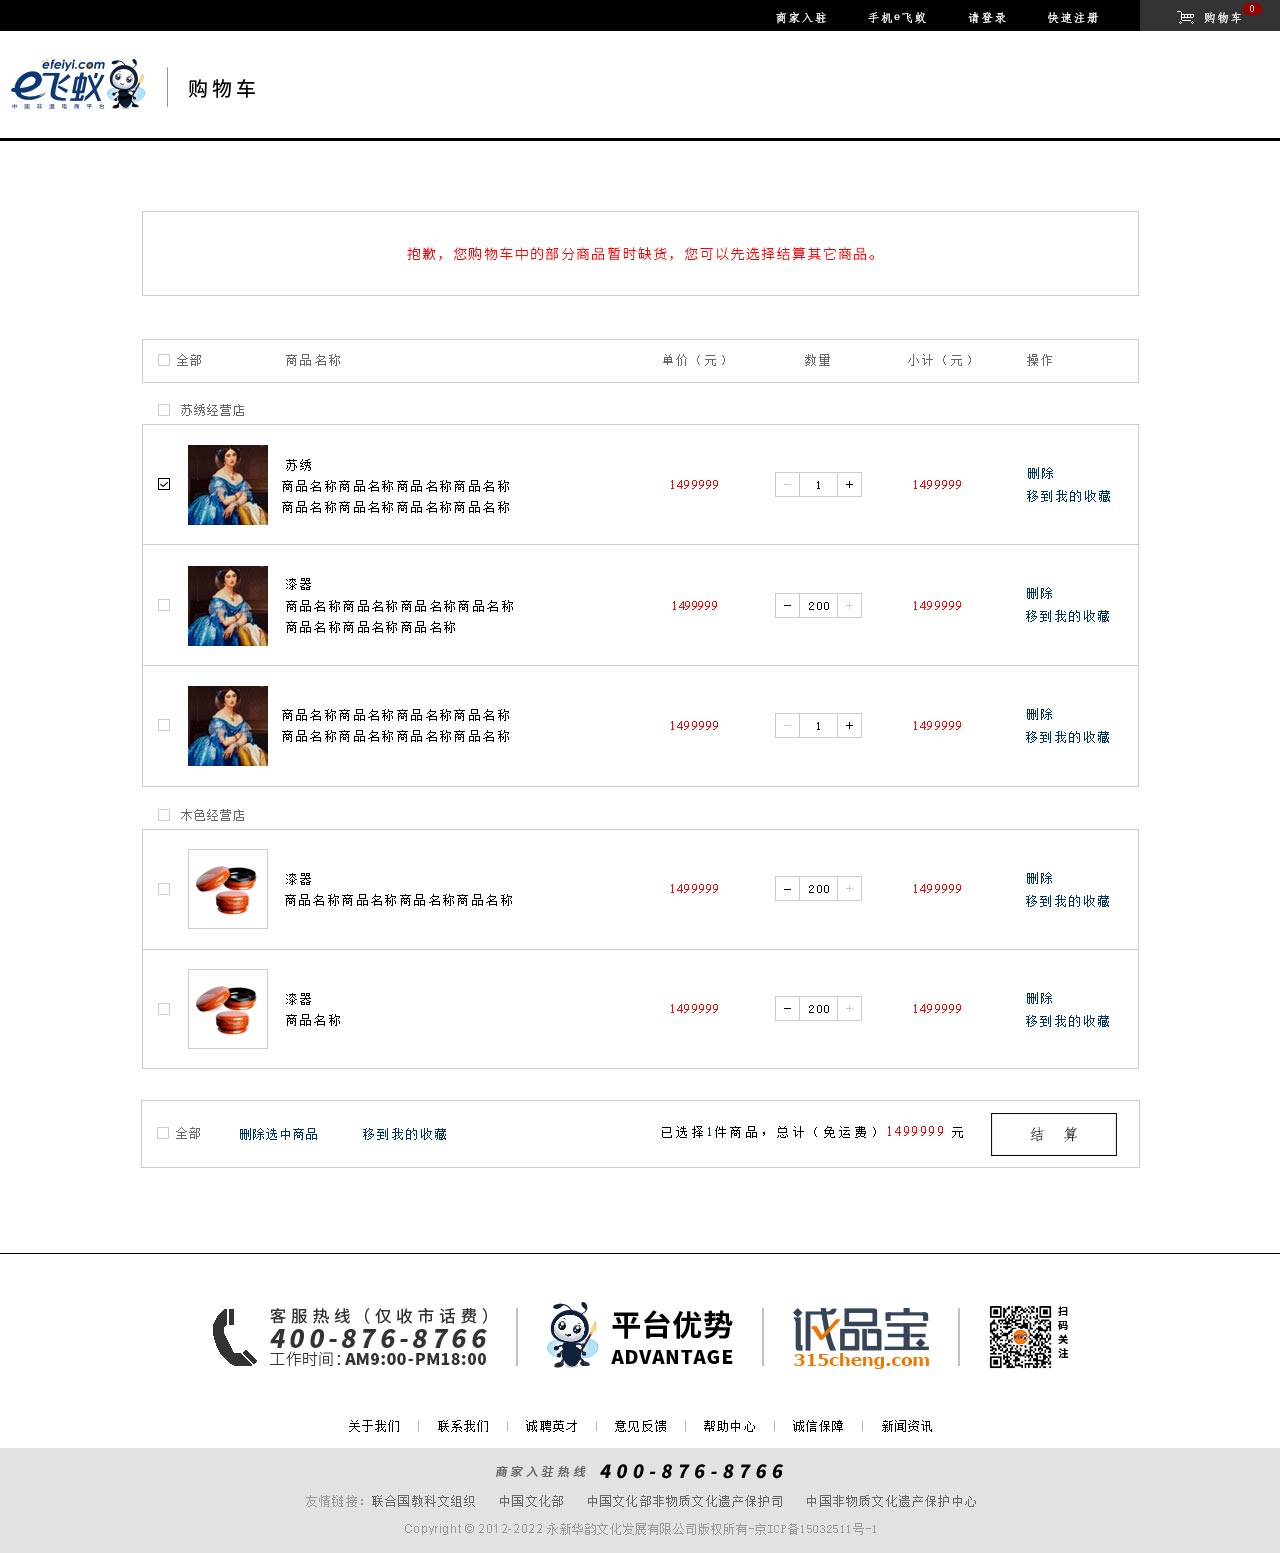 商家入驻 手机e飞蚁 请登录 快速注册 购物车 0
efeiyi.com
e飞蚁
中国非遗电商平台
购物车
抱歉，您购物车中的部分商品暂时缺货，您可以先选择结算其它商品。
全部 商品名称 单价（元） 数量 小计（元） 操作
苏绣经营店
苏绣
商品名称商品名称商品名称商品名称
商品名称商品名称商品名称商品名称
1499999 − 1 + 1499999
删除
移到我的收藏
漆器
商品名称商品名称商品名称商品名称
商品名称商品名称商品名称
1499999 − 200 + 1499999
删除
移到我的收藏
商品名称商品名称商品名称商品名称
商品名称商品名称商品名称商品名称
1499999 − 1 + 1499999
删除
移到我的收藏
木色经营店
漆器
商品名称商品名称商品名称商品名称
1499999 − 200 + 1499999
删除
移到我的收藏
漆器
商品名称
1499999 − 200 + 1499999
删除
移到我的收藏
全部 删除选中商品 移到我的收藏 已选择1件商品，总计（免运费）1499999 元 结 算
客服热线（仅收市话费）
400-876-8766
工作时间：AM9:00-PM18:00
平台优势
ADVANTAGE
诚品宝
315cheng.com
扫码关注
关于我们 | 联系我们 | 诚聘英才 | 意见反馈 | 帮助中心 | 诚信保障 | 新闻资讯
商家入驻热线 400-876-8766
友情链接：联合国教科文组织 中国文化部 中国文化部非物质文化遗产保护司 中国非物质文化遗产保护中心
Copyright © 2012-2022 永新华韵文化发展有限公司版权所有-京ICP备15032511号-1